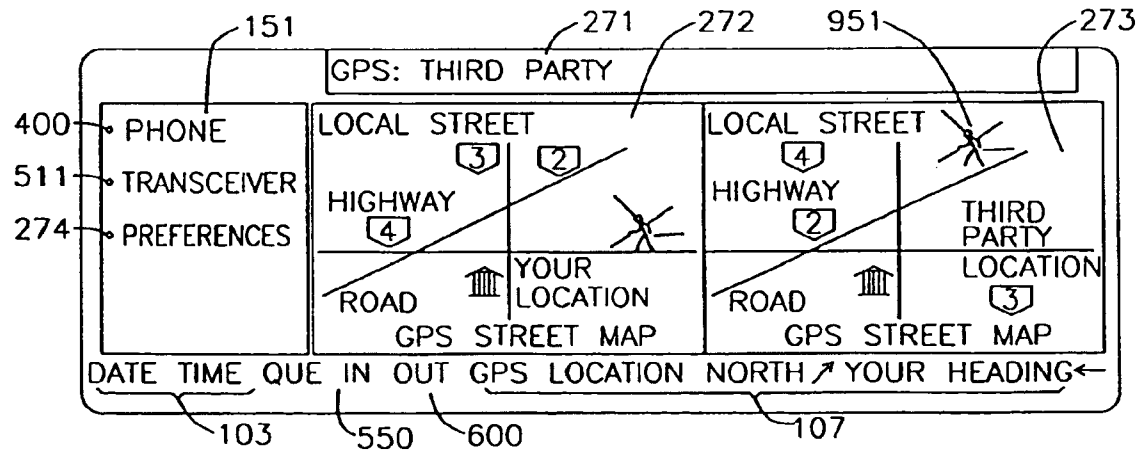 151
271
272
951
273
GPS: THIRD PARTY
400
PHONE
511
TRANSCEIVER
274
PREFERENCES
LOCAL STREET
3
2
HIGHWAY
4
YOUR
LOCATION
ROAD
GPS STREET MAP
LOCAL STREET
4
HIGHWAY
2
THIRD
PARTY
LOCATION
3
ROAD
GPS STREET MAP
DATE TIME QUE IN OUT GPS LOCATION NORTH↗ YOUR HEADING←
103
550
600
107